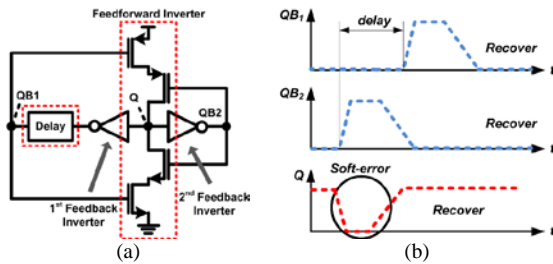 Feedforward Inverter
QB1
Delay
Q
QB2
1st Feedback
Inverter
2nd Feedback
Inverter
(a)
QB1
delay
Recover
t
QB2
Recover
t
Q
Soft-error
Recover
t
(b)